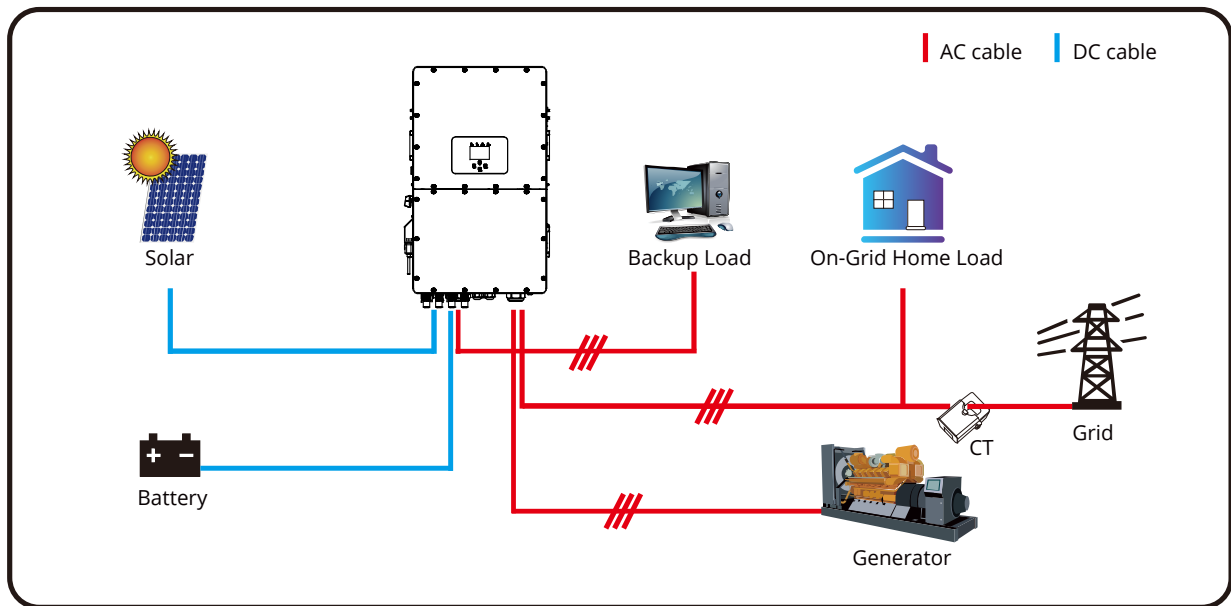 AC cable
DC cable
Solar
Backup Load
On-Grid Home Load
Battery
CT
Grid
Generator